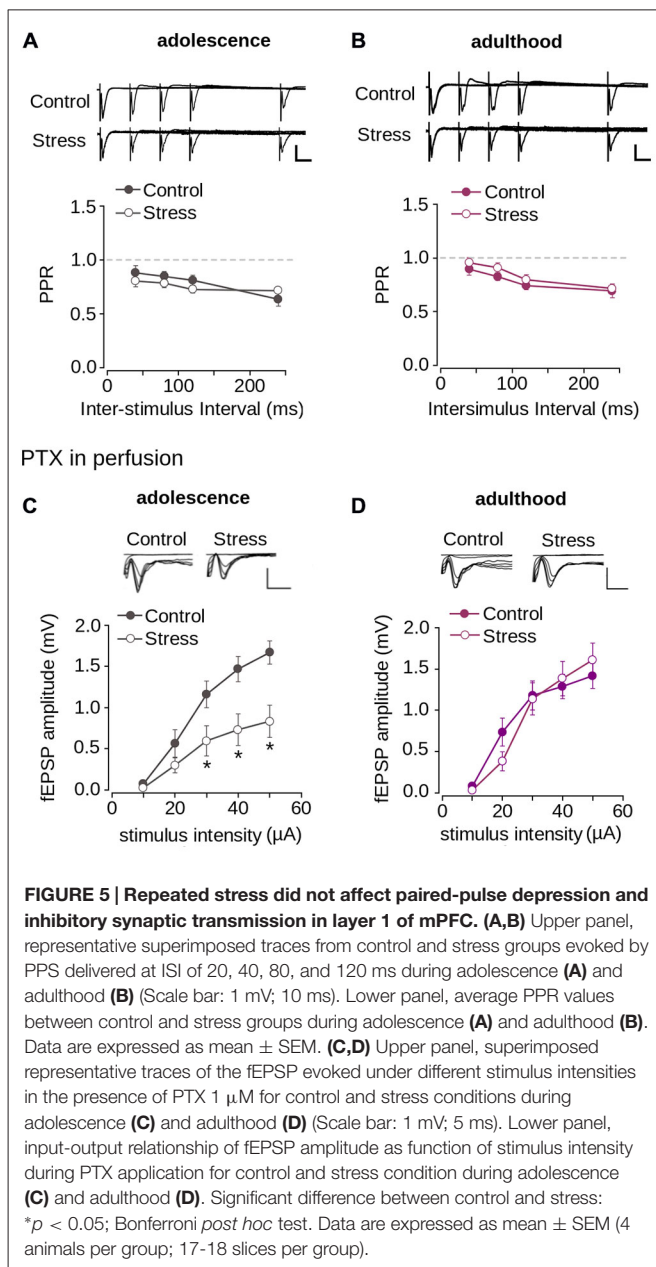 A adolescence
B adulthood
Control
Stress
Control
Stress
Control
Stress
1.5
1.0
0.5
0.0
PPR
0 100 200
Inter-stimulus Interval (ms)
Control
Stress
1.5
1.0
0.5
0.0
PPR
0 100 200
Intersimulus Interval (ms)
PTX in perfusion
C adolescence
Control Stress
Control
Stress
2.0
1.5
1.0
0.5
0.0
fEPSP amplitude (mV)
* * *
0 20 40 60
stimulus intensity (μA)
D adulthood
Control Stress
Control
Stress
2.0
1.5
1.0
0.5
0.0
fEPSP amplitude (mV)
0 20 40 60
stimulus intensity (μA)
FIGURE 5 | Repeated stress did not affect paired-pulse depression and
inhibitory synaptic transmission in layer 1 of mPFC. (A,B) Upper panel,
representative superimposed traces from control and stress groups evoked by
PPS delivered at ISI of 20, 40, 80, and 120 ms during adolescence (A) and
adulthood (B) (Scale bar: 1 mV; 10 ms). Lower panel, average PPR values
between control and stress groups during adolescence (A) and adulthood (B).
Data are expressed as mean ± SEM. (C,D) Upper panel, superimposed
representative traces of the fEPSP evoked under different stimulus intensities
in the presence of PTX 1 μM for control and stress conditions during
adolescence (C) and adulthood (D) (Scale bar: 1 mV; 5 ms). Lower panel,
input-output relationship of fEPSP amplitude as function of stimulus intensity
during PTX application for control and stress condition during adolescence
(C) and adulthood (D). Significant difference between control and stress:
*p < 0.05; Bonferroni post hoc test. Data are expressed as mean ± SEM (4
animals per group; 17-18 slices per group).